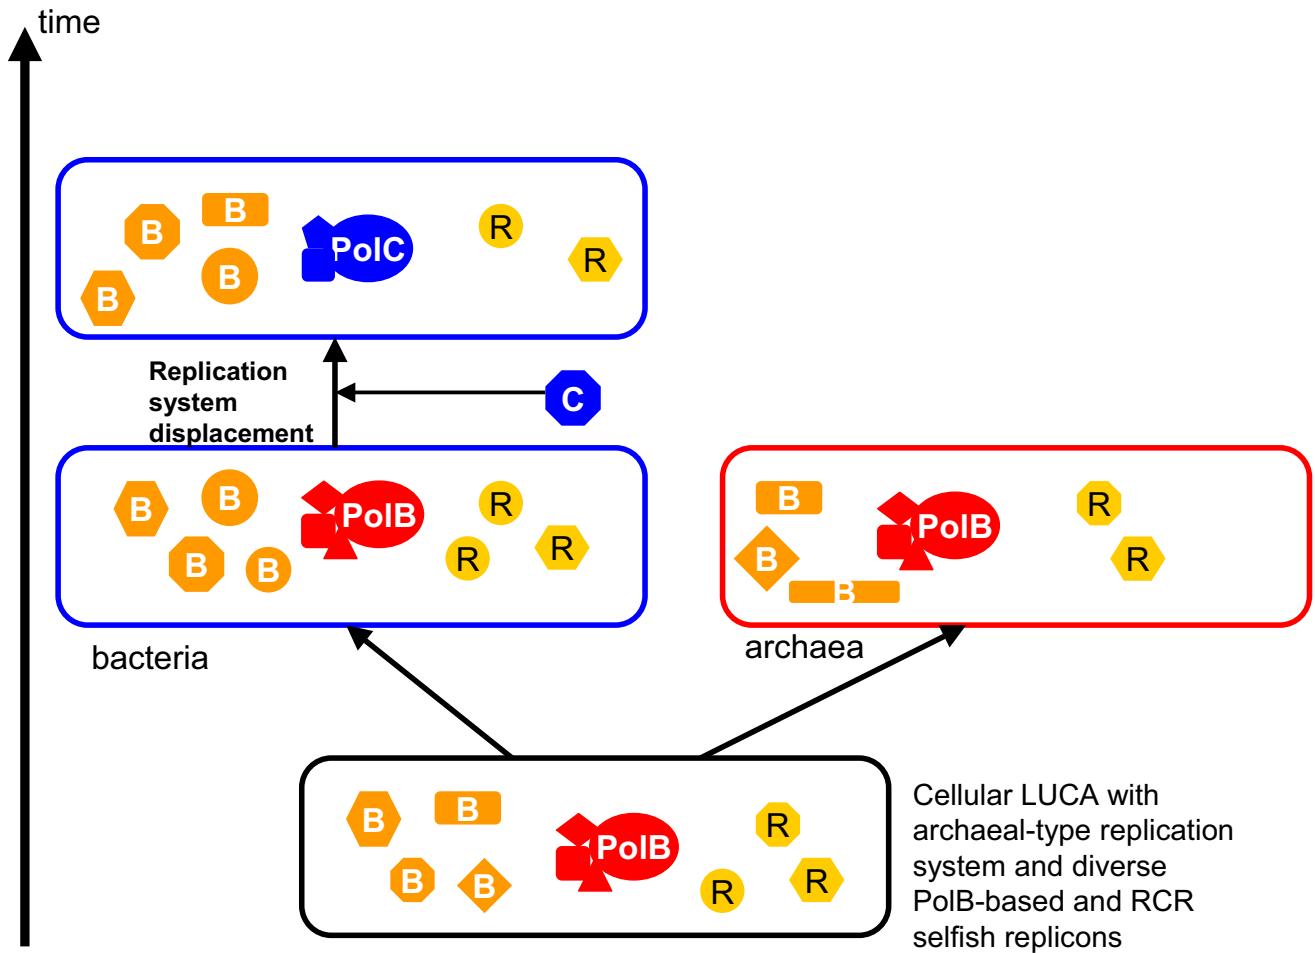 time
B
B
B
B
PolC
R
R
Replication
system
displacement
C
B
B
B
B
PolB
R
R
R
B
B
B
PolB
R
R
bacteria
archaea
B
B
B
B
PolB
R
R
R
Cellular LUCA with
archaeal-type replication
system and diverse
PolB-based and RCR
selfish replicons